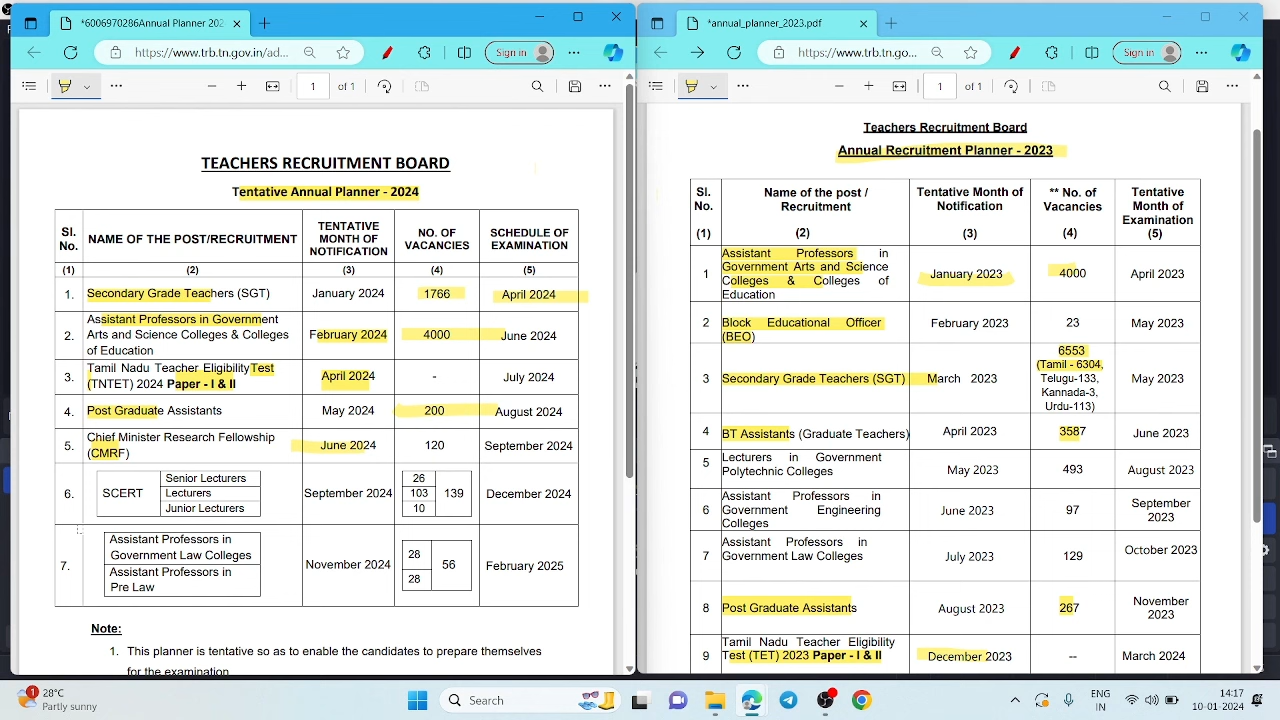 *6006970286Annual Planner 202
https://www.trb.tn.gov.in/ad...
Sign in
1 of 1
TEACHERS RECRUITMENT BOARD
Tentative Annual Planner - 2024
Sl. No. NAME OF THE POST/RECRUITMENT TENTATIVE MONTH OF NOTIFICATION NO. OF VACANCIES SCHEDULE OF EXAMINATION
(1) (2) (3) (4) (5)
1. Secondary Grade Teachers (SGT) January 2024 1766 April 2024
2. Assistant Professors in Government
Arts and Science Colleges & Colleges February 2024 4000 June 2024
of Education
3. Tamil Nadu Teacher Eligibility Test
(TNTET) 2024 Paper - I & II April 2024 - July 2024
4. Post Graduate Assistants May 2024 200 August 2024
5. Chief Minister Research Fellowship
(CMRF) June 2024 120 September 2024
6. SCERT
Senior Lecturers 26
Lecturers 103
Junior Lecturers 10
139
September 2024 December 2024
7. Assistant Professors in
Government Law Colleges 28
Assistant Professors in
Pre Law 28
56
November 2024 February 2025
Note:
1. This planner is tentative so as to enable the candidates to prepare themselves
for the examination
*annual_planner_2023.pdf
https://www.trb.tn.go...
Sign in
1 of 1
Teachers Recruitment Board
Annual Recruitment Planner - 2023
Sl. No. Name of the post / Recruitment Tentative Month of Notification ** No. of Vacancies Tentative Month of Examination
(1) (2) (3) (4) (5)
1 Assistant Professors in
Government Arts and Science
Colleges & Colleges of
Education
January 2023 4000 April 2023
2 Block Educational Officer
(BEO)
February 2023 23 May 2023
3 Secondary Grade Teachers (SGT) March 2023
6553
(Tamil - 6304,
Telugu-133,
Kannada-3,
Urdu-113)
May 2023
4 BT Assistants (Graduate Teachers) April 2023 3587 June 2023
5 Lecturers in Government
Polytechnic Colleges
May 2023 493 August 2023
6 Assistant Professors in
Government Engineering
Colleges
June 2023 97 September 2023
7 Assistant Professors in
Government Law Colleges
July 2023 129 October 2023
8 Post Graduate Assistants August 2023 267 November 2023
9 Tamil Nadu Teacher Eligibility
Test (TET) 2023 Paper - I & II
December 2023 -- March 2024
1
28°C
Partly sunny
Search
ENG
IN
14:17
10-01-2024